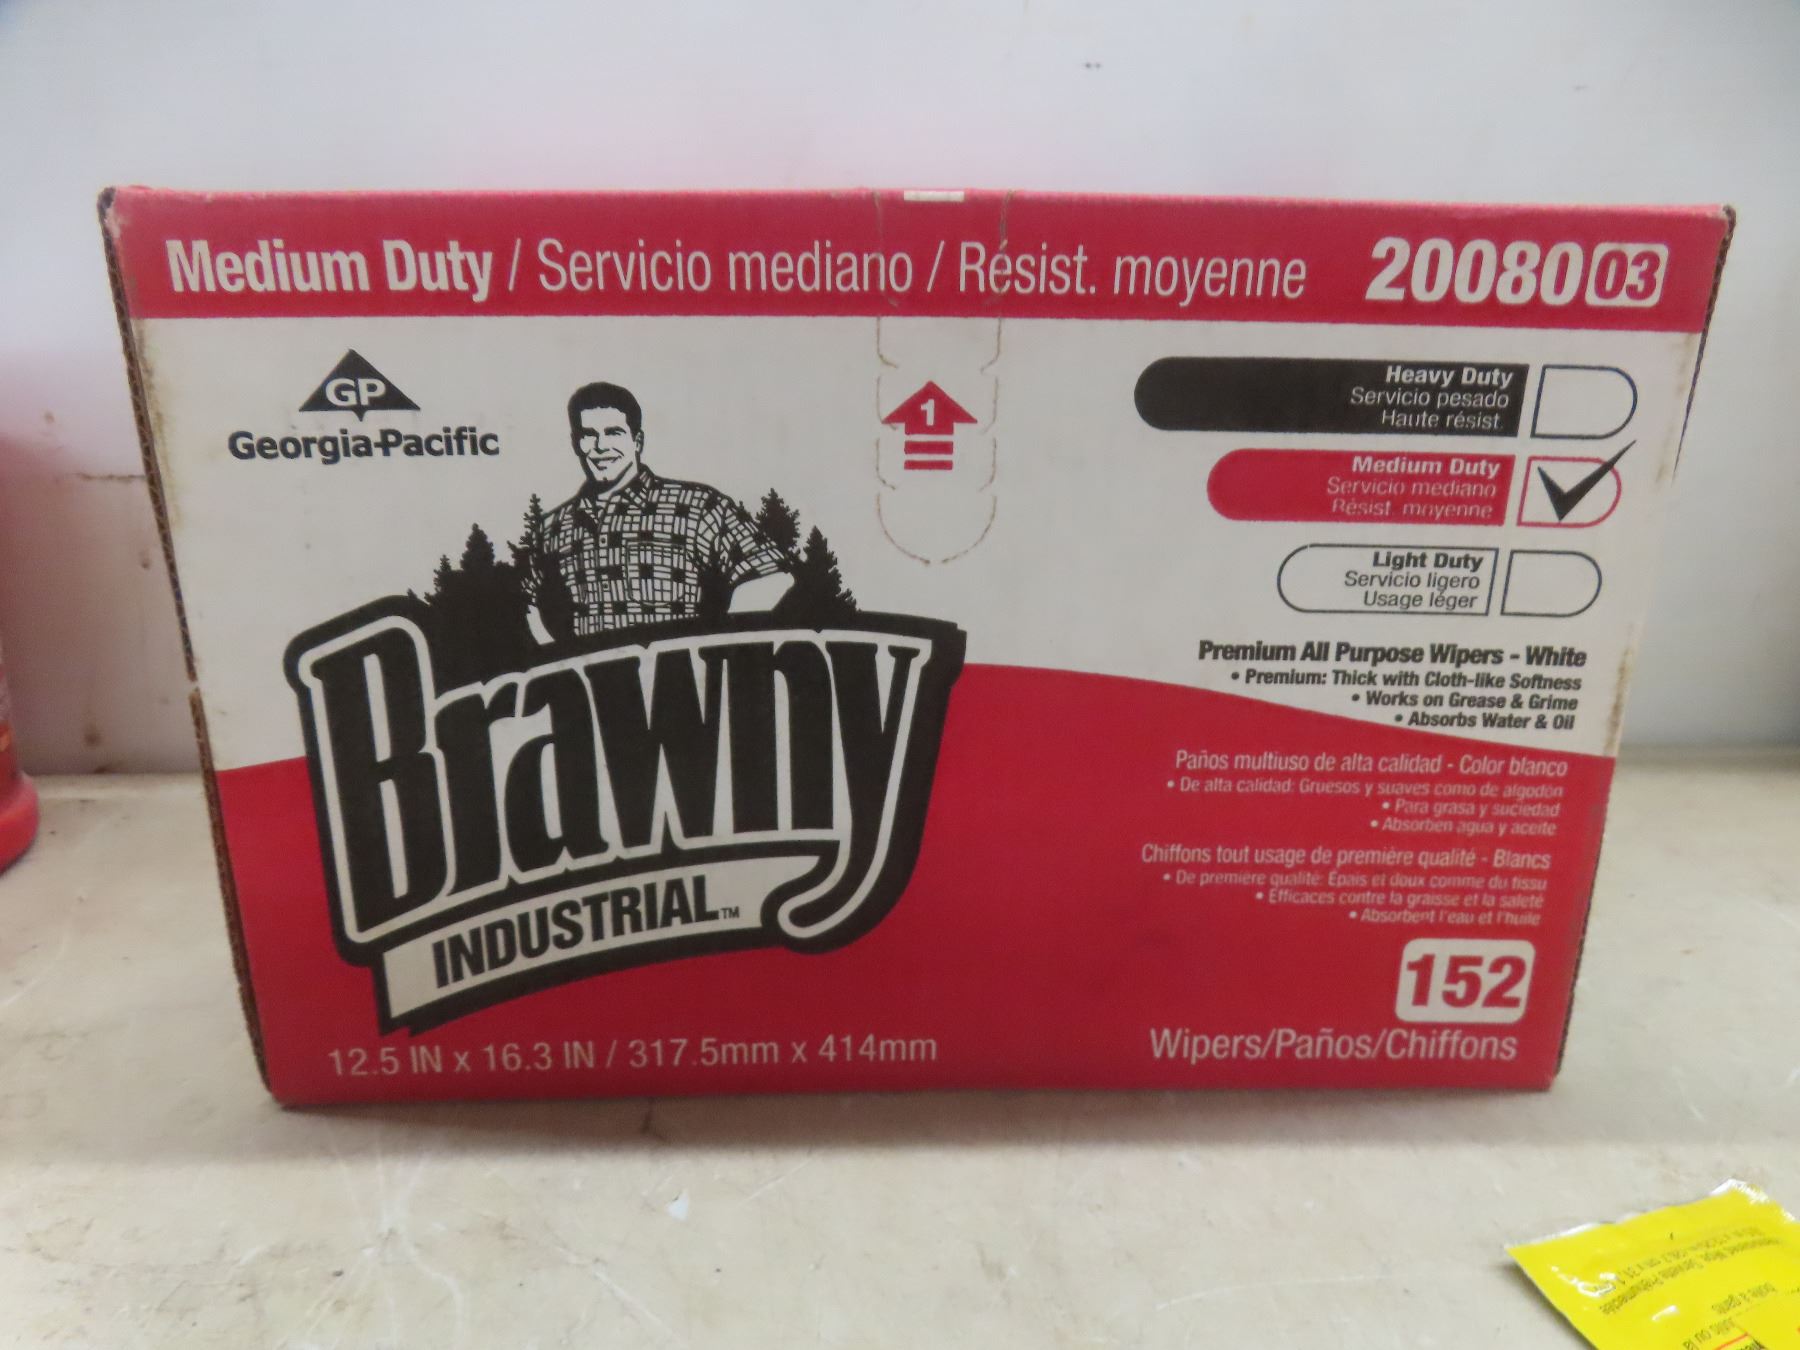 Medium Duty / Servicio mediano / Résist. moyenne 20080 03
GP
Georgia-Pacific
1
Heavy Duty
Servicio pesado
Haute résist.
Medium Duty
Servicio mediano
Résist. moyenne
Light Duty
Servicio ligero
Usage léger
Brawny
INDUSTRIAL™
Premium All Purpose Wipers - White
• Premium: Thick with Cloth-like Softness
• Works on Grease & Grime
• Absorbs Water & Oil
Paños multiuso de alta calidad - Color blanco
• De alta calidad: Gruesos y suaves como de algodón
• Para grasa y suciedad
• Absorben agua y aceite
Chiffons tout usage de première qualité - Blancs
• De première qualité: Épais et doux comme du tissu
• Efficaces contre la graisse et la saleté
• Absorbent l'eau et l'huile
152
Wipers/Paños/Chiffons
12.5 IN x 16.3 IN / 317.5mm x 414mm